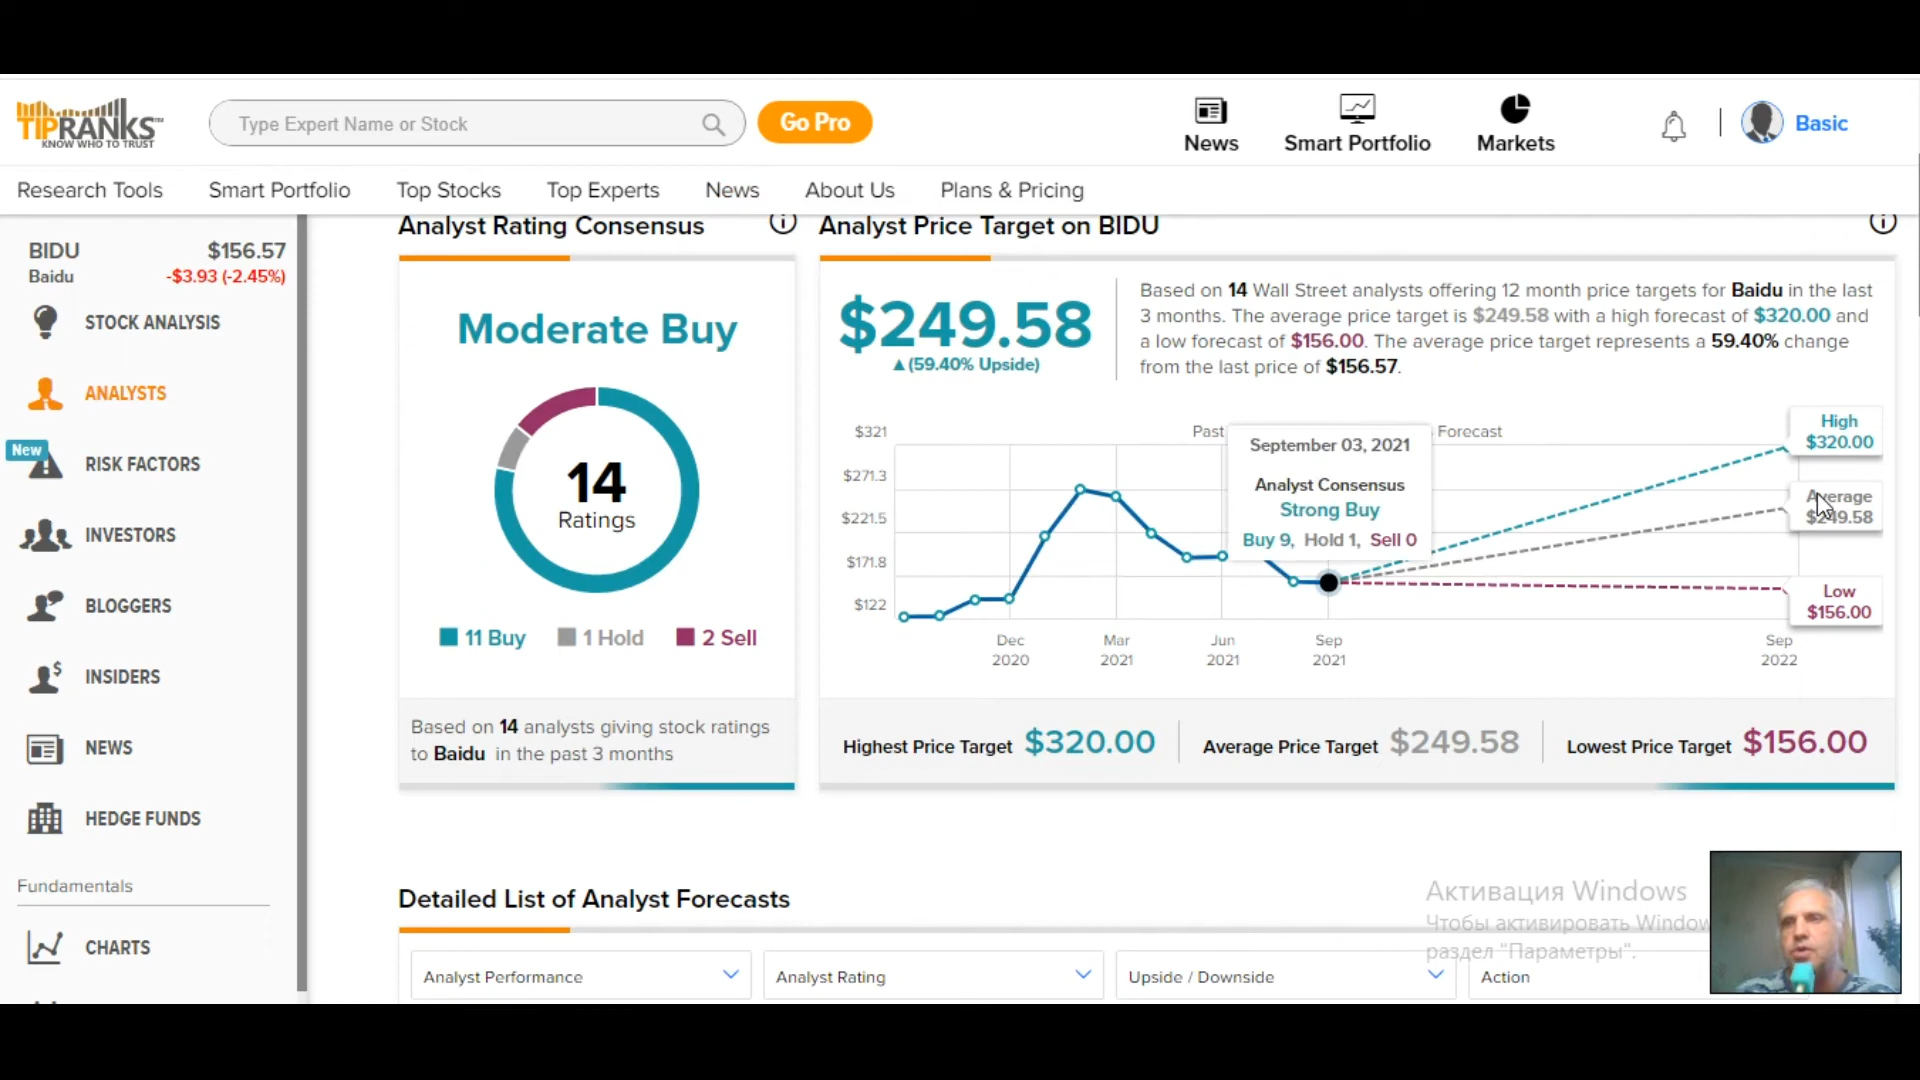 TIPRANKS™
KNOW WHO TO TRUST
Type Expert Name or Stock
Go Pro
News
Smart Portfolio
Markets
Basic
Research Tools
Smart Portfolio
Top Stocks
Top Experts
News
About Us
Plans & Pricing
BIDU $156.57
Baidu -$3.93 (-2.45%)
STOCK ANALYSIS
ANALYSTS
New
RISK FACTORS
INVESTORS
BLOGGERS
INSIDERS
NEWS
HEDGE FUNDS
Fundamentals
CHARTS
Analyst Rating Consensus
Moderate Buy
14
Ratings
11 Buy 1 Hold 2 Sell
Based on 14 analysts giving stock ratings
to Baidu in the past 3 months
Analyst Price Target on BIDU
$249.58
▲(59.40% Upside)
Based on 14 Wall Street analysts offering 12 month price targets for Baidu in the last
3 months. The average price target is $249.58 with a high forecast of $320.00 and
a low forecast of $156.00. The average price target represents a 59.40% change
from the last price of $156.57.
$321
$271.3
$221.5
$171.8
$122
Past
Forecast
September 03, 2021
Analyst Consensus
Strong Buy
Buy 9, Hold 1, Sell 0
High
$320.00
Average
$249.58
Low
$156.00
Dec
2020
Mar
2021
Jun
2021
Sep
2021
Sep
2022
Highest Price Target $320.00
Average Price Target $249.58
Lowest Price Target $156.00
Detailed List of Analyst Forecasts
Analyst Performance
Analyst Rating
Upside / Downside
Action
Активация Windows
Чтобы активировать Window
раздел "Параметры".